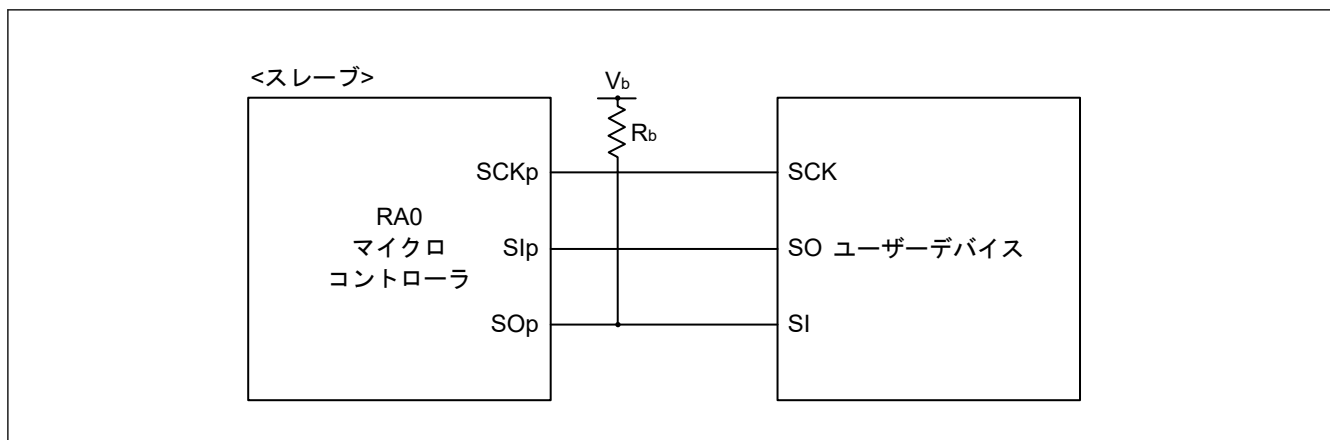 <スレーブ>
Vb
Rb
SCKp
SCK
RA0
マイクロ
コントローラ
SIp
SO ユーザーデバイス
SOp
SI